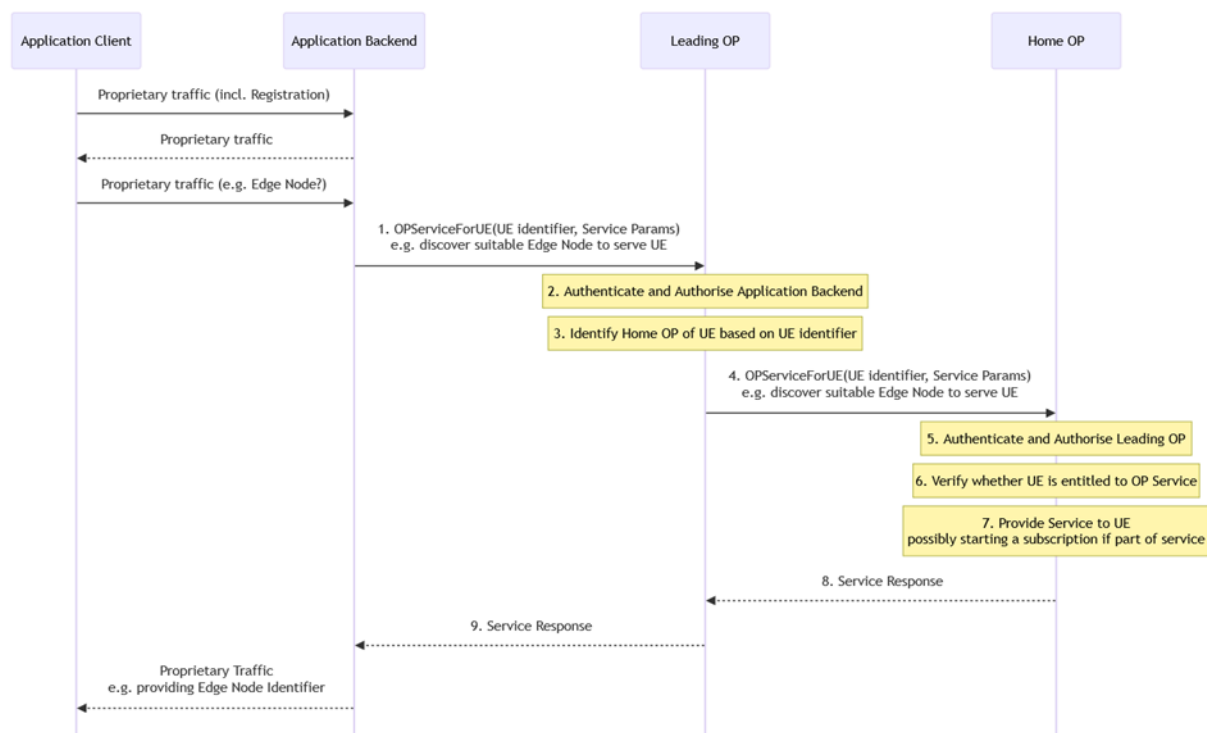 Application Client
Application Backend
Leading OP
Home OP
Proprietary traffic (incl. Registration)
Proprietary traffic
Proprietary traffic (e.g. Edge Node?)
1. OPServiceForUE(UE identifier, Service Params)
e.g. discover suitable Edge Node to serve UE
2. Authenticate and Authorise Application Backend
3. Identify Home OP of UE based on UE identifier
4. OPServiceForUE(UE identifier, Service Params)
e.g. discover suitable Edge Node to serve UE
5. Authenticate and Authorise Leading OP
6. Verify whether UE is entitled to OP Service
7. Provide Service to UE
possibly starting a subscription if part of service
8. Service Response
9. Service Response
Proprietary Traffic
e.g. providing Edge Node Identifier